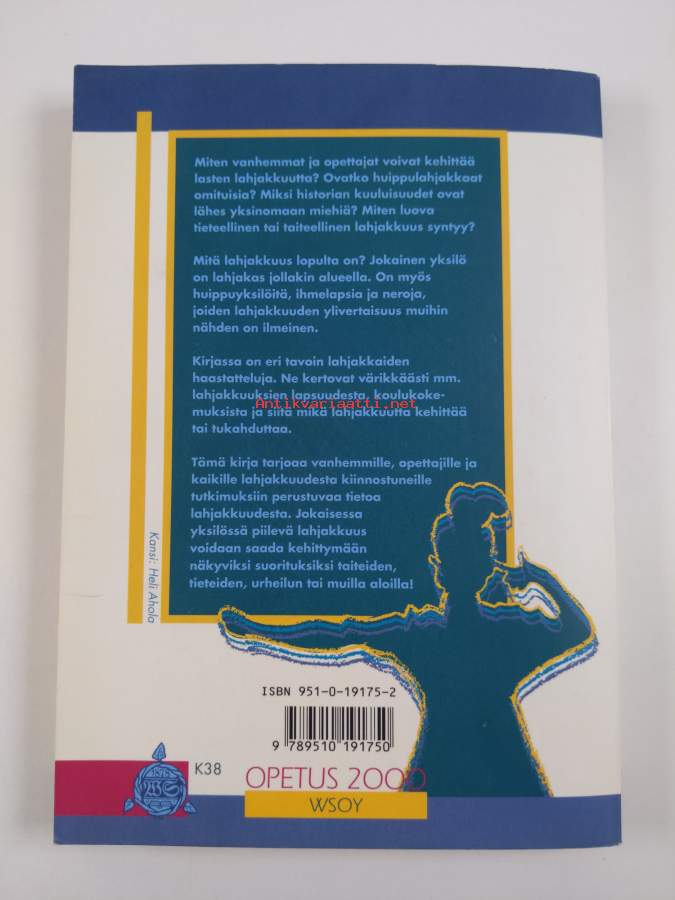 Miten vanhemmat ja opettajat voivat kehittää
lasten lahjakkuutta? Ovatko huippulahjakkaat
omituisia? Miksi historian kuuluisuudet ovat
lähes yksinomaan miehiä? Miten luova
tieteellinen tai taiteellinen lahjakkuus syntyy?
Mitä lahjakkuus lopulta on? Jokainen yksilö
on lahjakas jollakin alueella. On myös
huippuyksilöitä, ihmelapsia ja neroja,
joiden lahjakkuuden ylivertaisuus muihin
nähden on ilmeinen.
Kirjassa on eri tavoin lahjakkaiden
haastatteluja. Ne kertovat värikkäästi mm.
lahjakkuuksien lapsuudesta, kouluкоke-
muksista ja siitä mikä lahjakkuutta kehittää
tai tukahduttaa.
Antikvariaatti.net
Tämä kirja tarjoaa vanhemmille, opettajille ja
kaikille lahjakkuudesta kiinnostuneille
tutkimuksiin perustuvaa tietoa
lahjakkuudesta. Jokaisessa
yksilössä piilevä lahjakkuus
voidaan saada kehittymään
näkyviksi suorituksiksi taiteiden,
tieteiden, urheilun tai muilla aloilla!
Kansi: Heli Ahola
ISBN 951-0-19175-2
9 789510 191750
K38
OPETUS 2000
WSOY
1878
WS